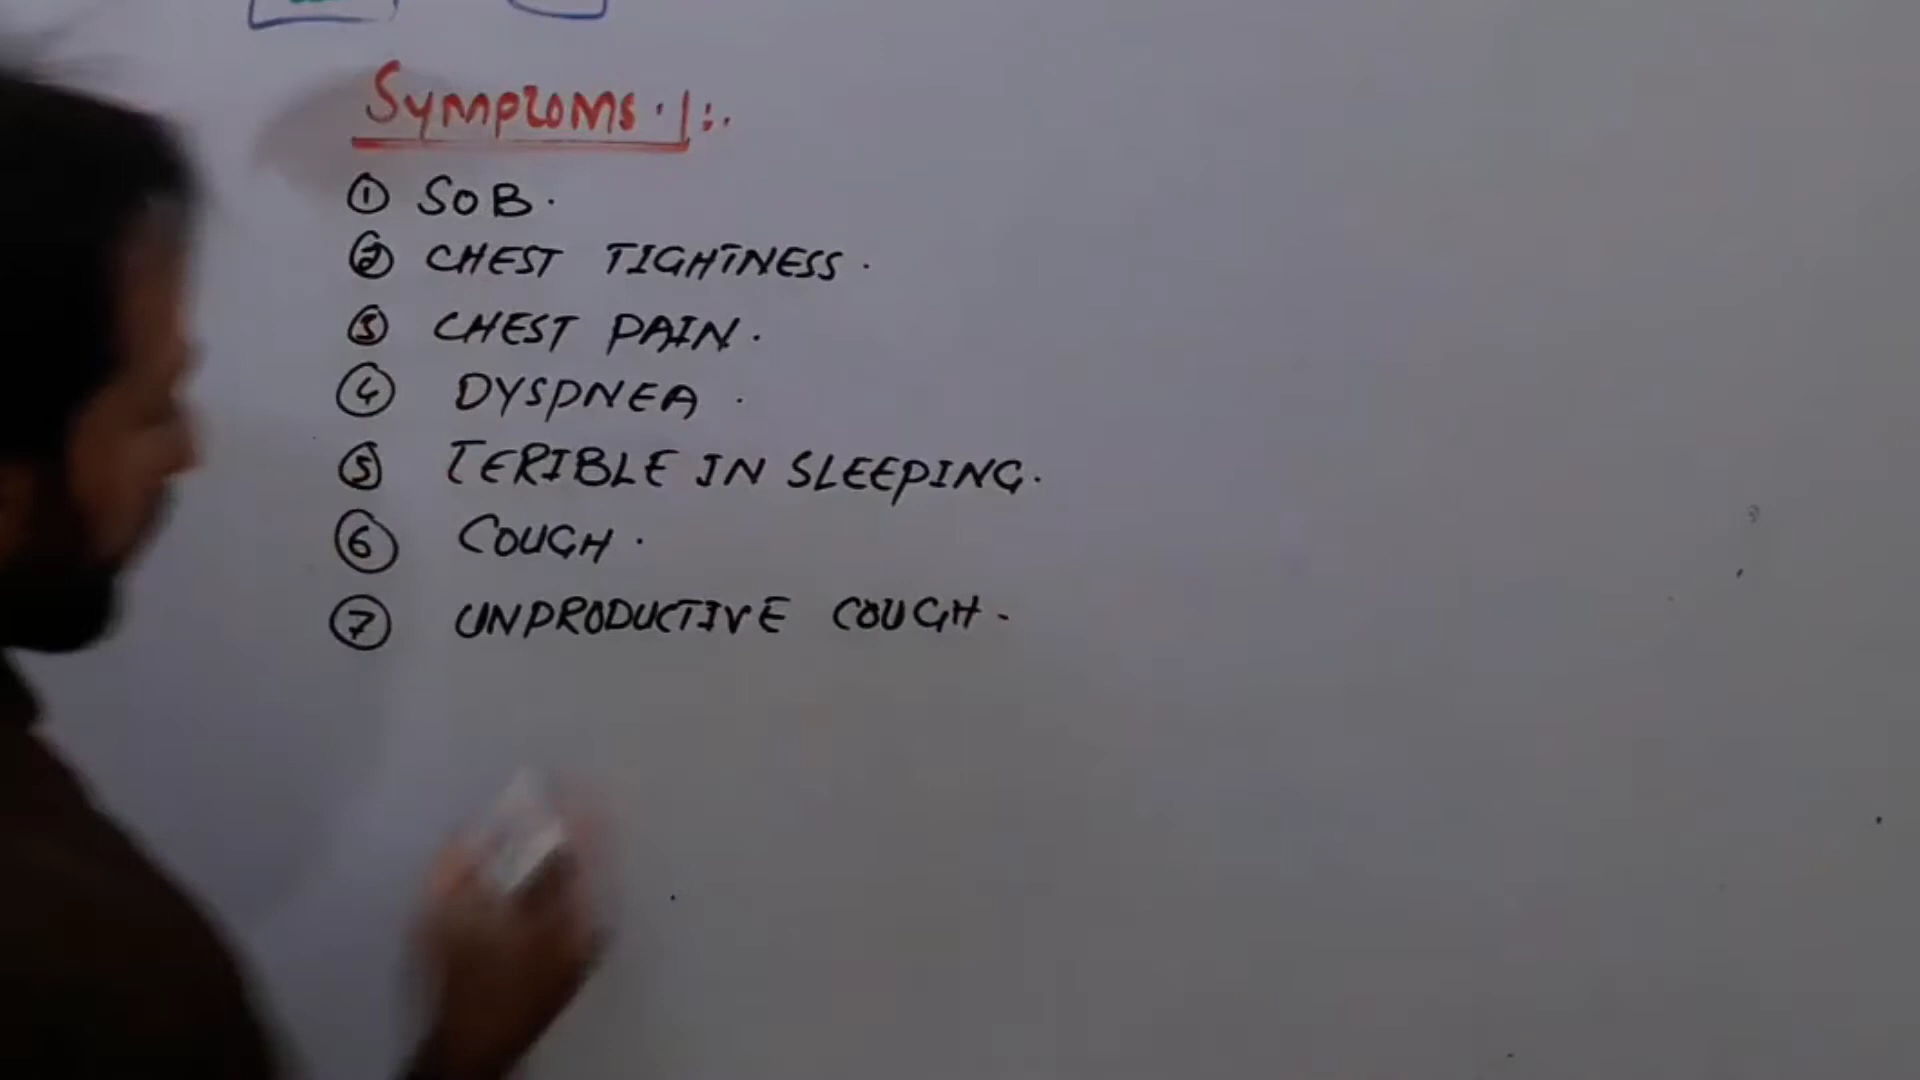 Symptoms :-
① SOB.
② CHEST TIGHTNESS.
③ CHEST PAIN.
④ DYSPNEA.
⑤ TERIBLE IN SLEEPING.
⑥ COUGH.
⑦ UNPRODUCTIVE COUGH.